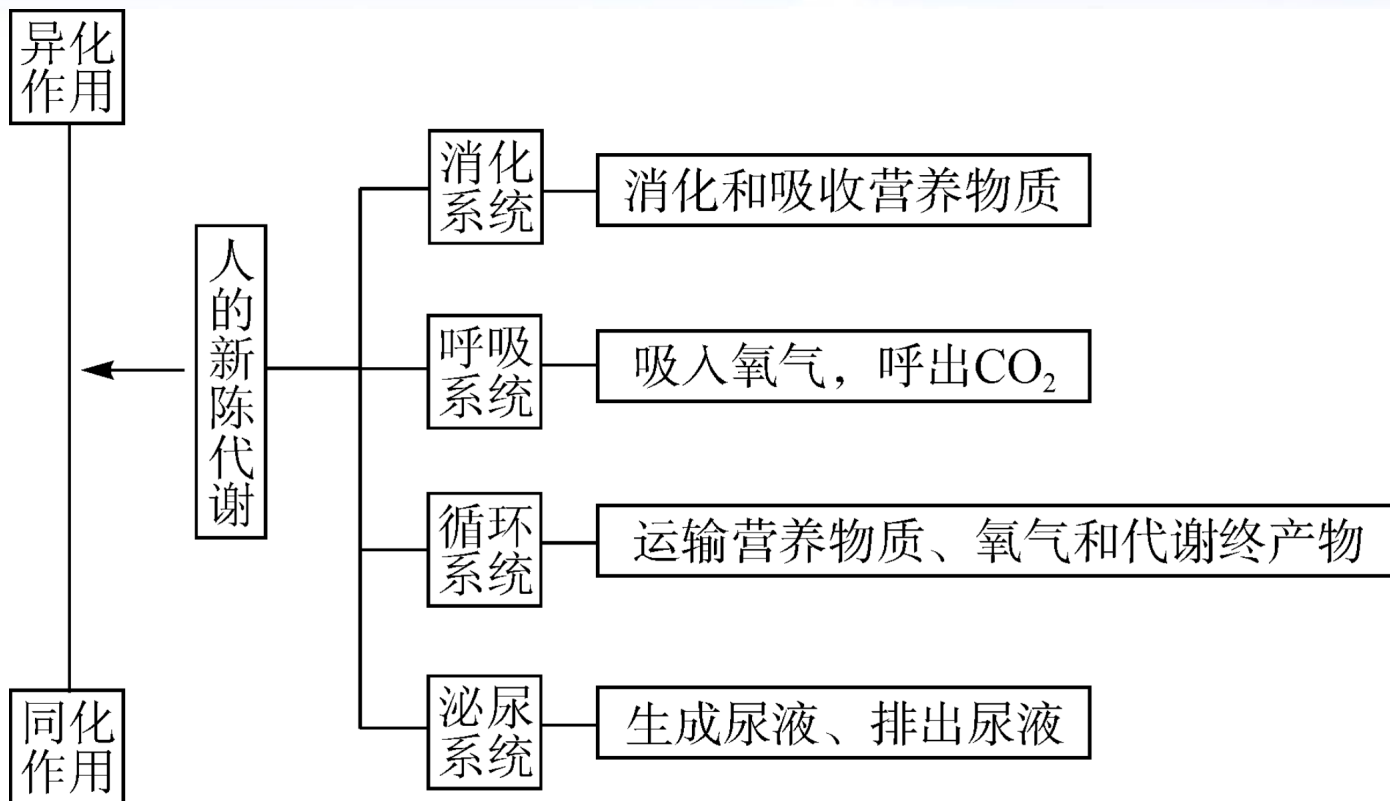 异化
作用
消化
系统
消化和吸收营养物质
人的新陈代谢
呼吸
系统
吸入氧气，呼出CO₂
循环
系统
运输营养物质、氧气和代谢终产物
泌尿
系统
生成尿液、排出尿液
同化
作用